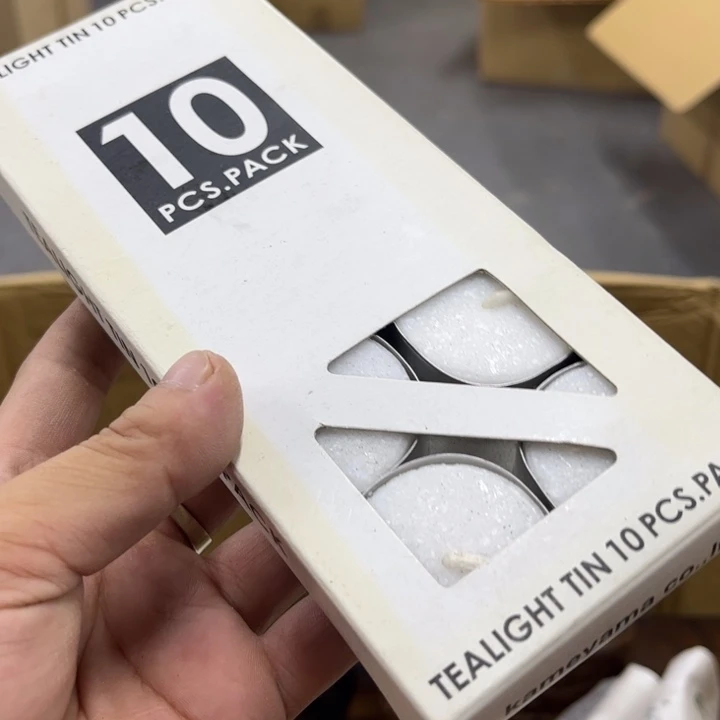 LIGHT TIN 10 PCS.
10
PCS.PACK
TEALIGHT TIN 10 PCS.PA
kameyama co.,l